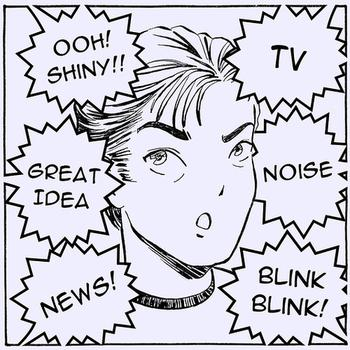 OOH!
SHINY!!
TV
GREAT
IDEA
NOISE
NEWS!
BLINK
BLINK!